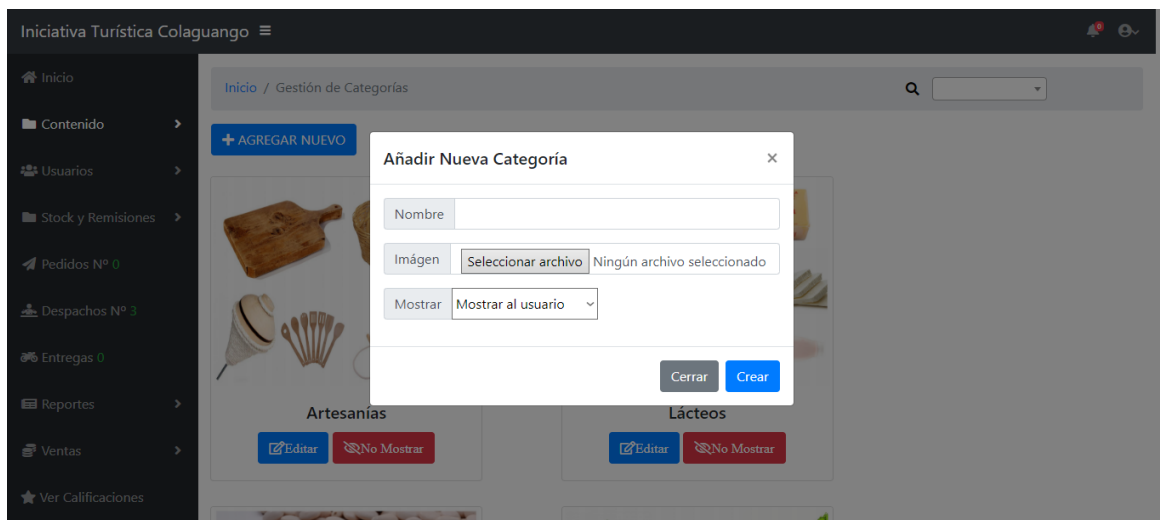 Iniciativa Turística Colaguango
0
Inicio
Inicio / Gestión de Categorías
Contenido
AGREGAR NUEVO
Usuarios
Stock y Remisiones
Pedidos Nº 0
Despachos Nº 3
Entregas 0
Reportes
Ventas
Ver Calificaciones
Añadir Nueva Categoría
×
Nombre
Imágen Seleccionar archivo Ningún archivo seleccionado
Mostrar Mostrar al usuario
Cerrar Crear
Artesanías
Editar No Mostrar
Lácteos
Editar No Mostrar